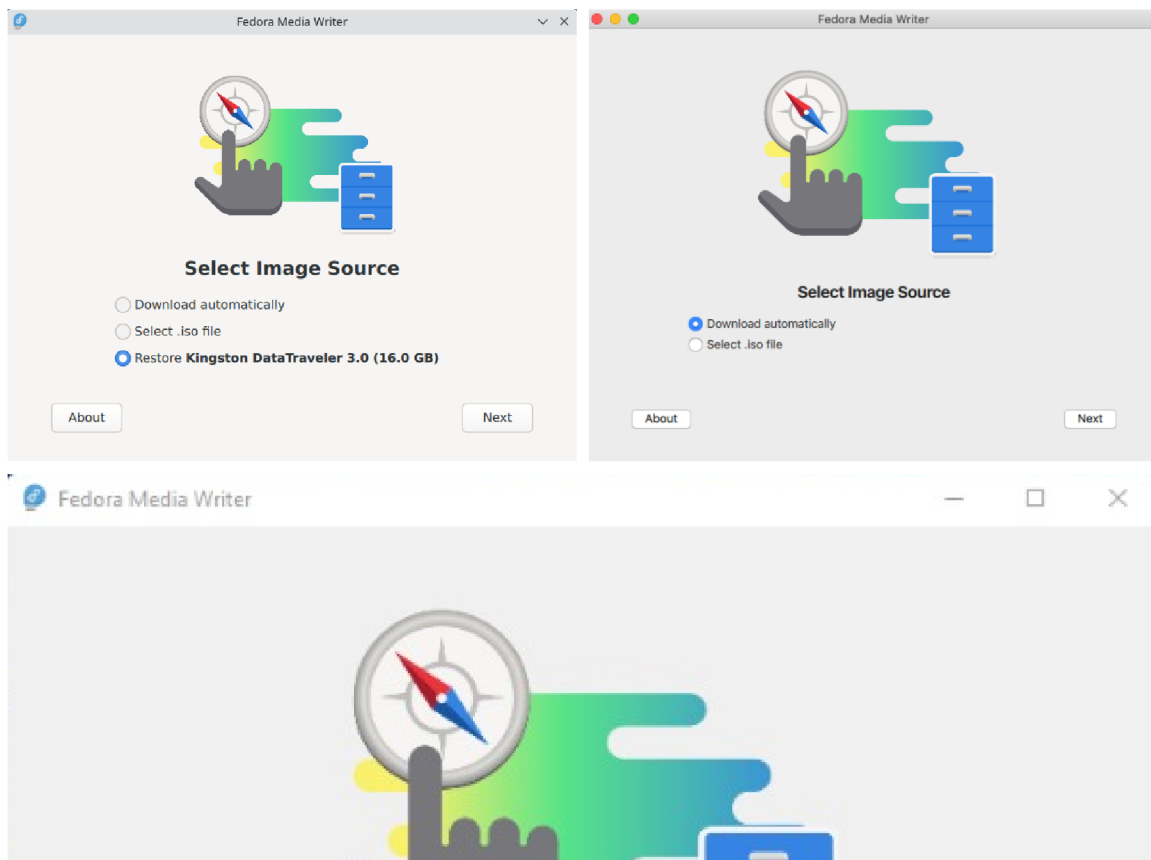 Fedora Media Writer
Select Image Source
Download automatically
Select .iso file
Restore Kingston DataTraveler 3.0 (16.0 GB)
About
Next
Fedora Media Writer
Select Image Source
Download automatically
Select .iso file
About
Next
Fedora Media Writer